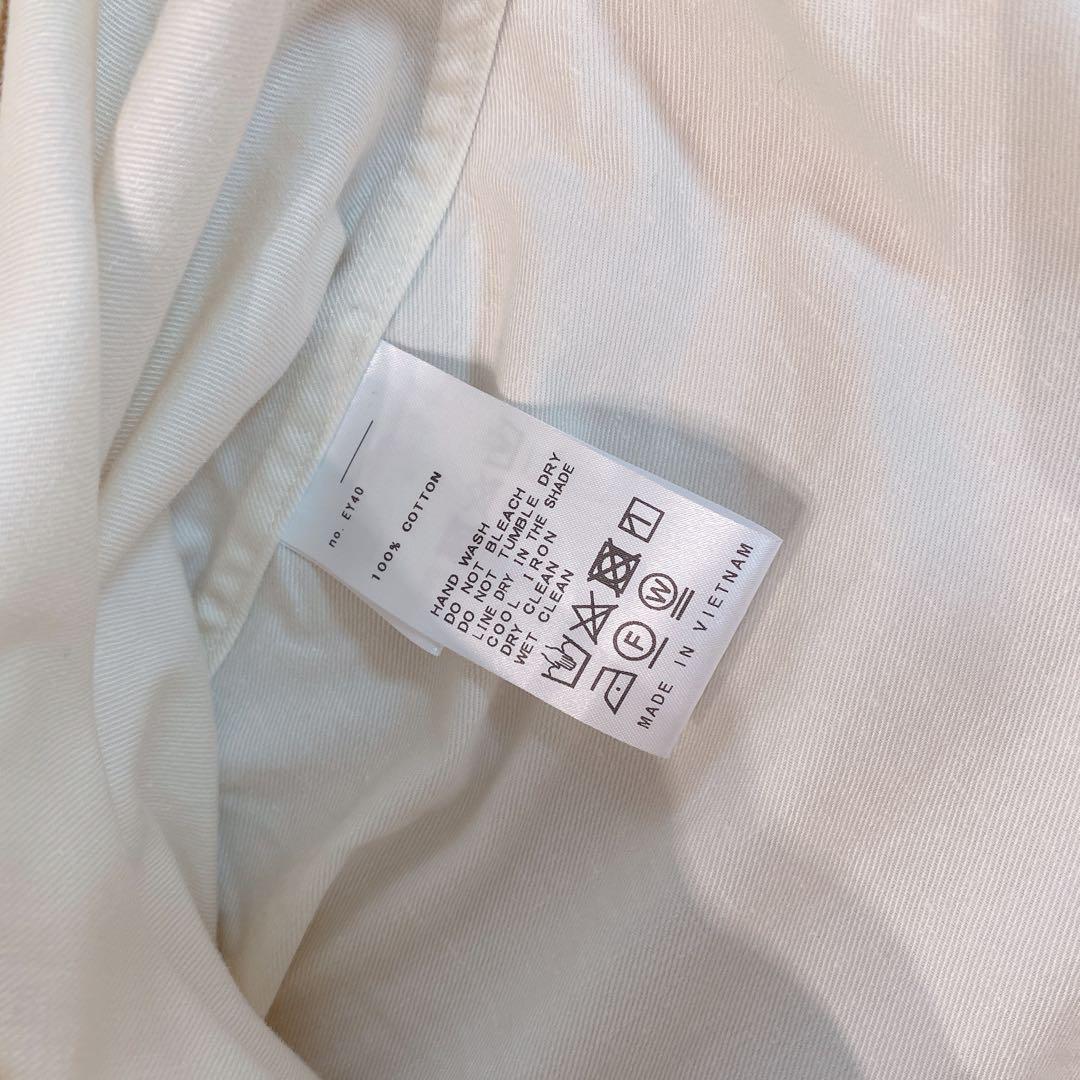 no. EY40
100% COTTON
HAND WASH
DO NOT BLEACH
DO NOT TUMBLE DRY
LINE DRY IN THE SHADE
COOL IRON
DRY CLEAN
WET CLEAN
F W
MADE IN VIETNAM